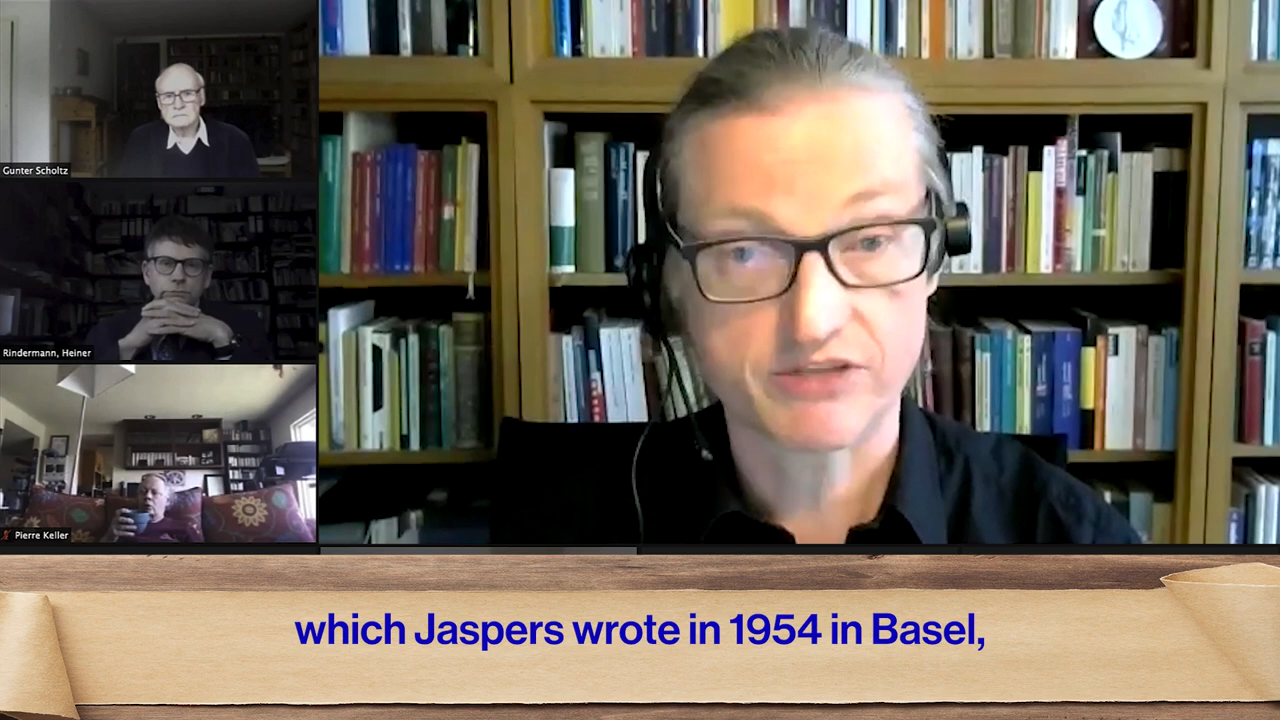 Gunter Scholtz
Rindermann, Heiner
Pierre Keller
which Jaspers wrote in 1954 in Basel,